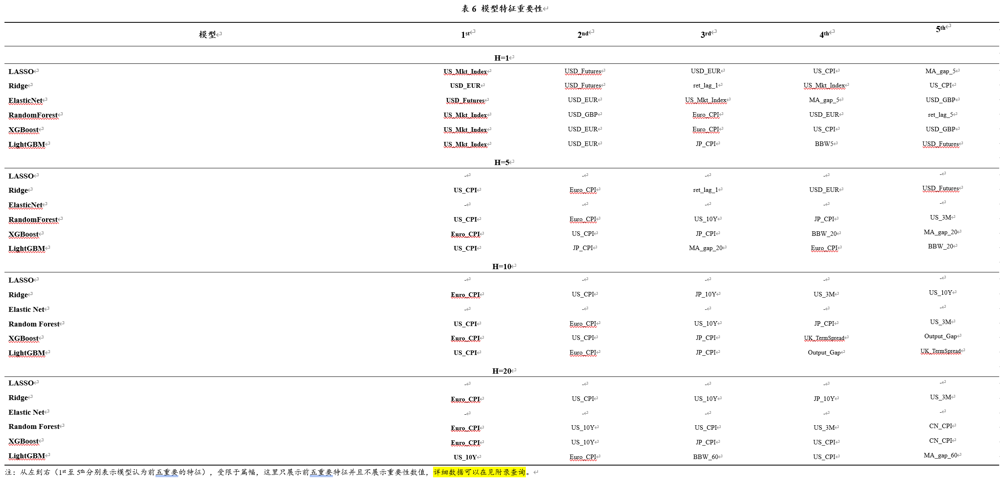 表 6 模型特征重要性
模型 1st 2nd 3rd 4th 5th
H=1
LASSO US_Mkt_Index USD_Futures USD_EUR US_CPI MA_gap_5
Ridge USD_EUR USD_Futures ret_lag_1 US_Mkt_Index US_CPI
ElasticNet USD_Futures USD_EUR US_Mkt_Index MA_gap_5 USD_GBP
RandomForest US_Mkt_Index USD_GBP Euro_CPI USD_EUR ret_lag_5
XGBoost US_Mkt_Index USD_EUR Euro_CPI US_CPI USD_GBP
LightGBM US_Mkt_Index USD_EUR JP_CPI BBW5 USD_Futures
H=5
LASSO - - - - -
Ridge US_CPI Euro_CPI ret_lag_1 USD_EUR USD_Futures
ElasticNet - - - - -
RandomForest US_CPI Euro_CPI US_10Y JP_CPI US_3M
XGBoost Euro_CPI US_CPI JP_CPI BBW_20 MA_gap_20
LightGBM US_CPI JP_CPI MA_gap_20 Euro_CPI BBW_20
H=10
LASSO - - - - -
Ridge Euro_CPI US_CPI JP_10Y US_3M US_10Y
Elastic Net - - - - -
Random Forest US_CPI Euro_CPI US_10Y JP_CPI US_3M
XGBoost Euro_CPI US_CPI JP_CPI UK_TermSpread Output_Gap
LightGBM US_CPI Euro_CPI JP_CPI Output_Gap UK_TermSpread
H=20
LASSO - - - - -
Ridge Euro_CPI US_CPI US_10Y JP_10Y US_3M
Elastic Net - - - - -
Random Forest Euro_CPI US_10Y US_CPI US_3M CN_CPI
XGBoost Euro_CPI US_10Y JP_CPI US_CPI CN_CPI
LightGBM US_10Y Euro_CPI BBW_60 US_CPI MA_gap_60
注：从左到右（1st至 5th分别表示模型认为前五重要的特征），受限于篇幅，这里只展示前五重要特征并且不展示重要性数值，详细数据可以在见附录查询。